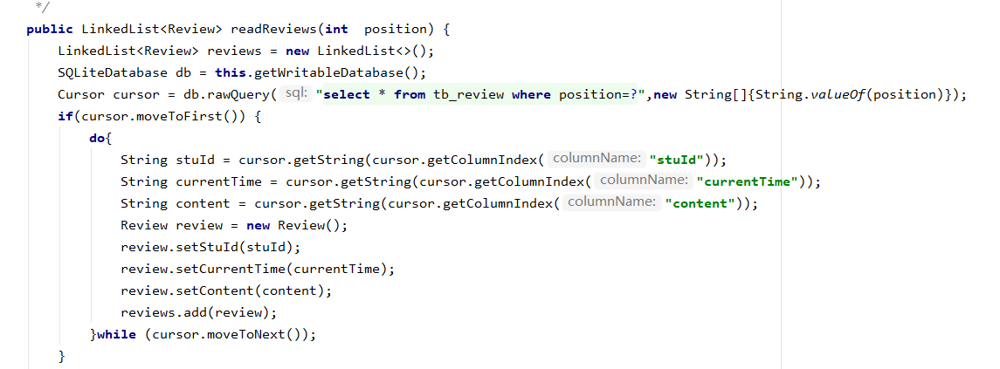 */
public LinkedList<Review> readReviews(int  position) {
LinkedList<Review> reviews = new LinkedList<>();
SQLiteDatabase db = this.getWritableDatabase();
Cursor cursor = db.rawQuery( sql: "select * from tb_review where position=?",new String[]{String.valueOf(position)});
if(cursor.moveToFirst()) {
do{
String stuId = cursor.getString(cursor.getColumnIndex( columnName: "stuId"));
String currentTime = cursor.getString(cursor.getColumnIndex( columnName: "currentTime"));
String content = cursor.getString(cursor.getColumnIndex( columnName: "content"));
Review review = new Review();
review.setStuId(stuId);
review.setCurrentTime(currentTime);
review.setContent(content);
reviews.add(review);
}while (cursor.moveToNext());
}